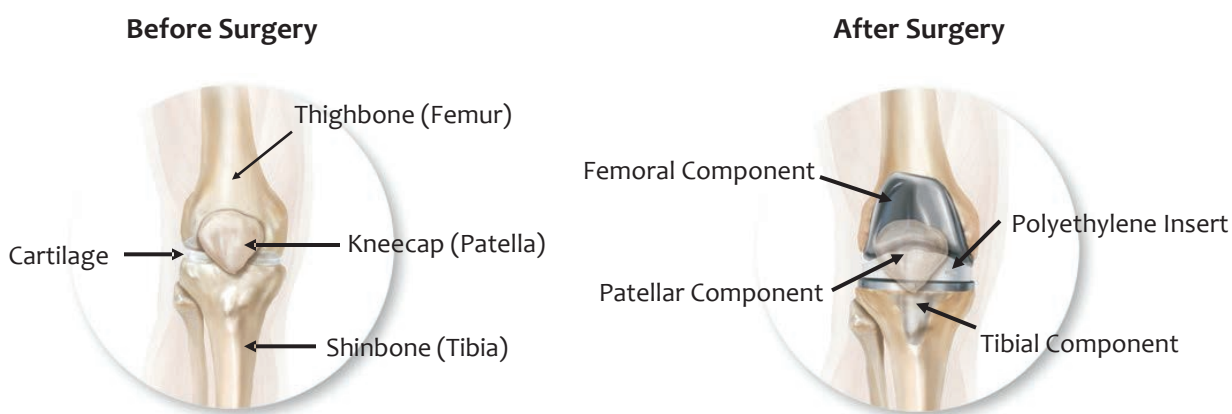 Before Surgery
Thighbone (Femur)
Cartilage
Kneecap (Patella)
Shinbone (Tibia)
After Surgery
Femoral Component
Polyethylene Insert
Patellar Component
Tibial Component